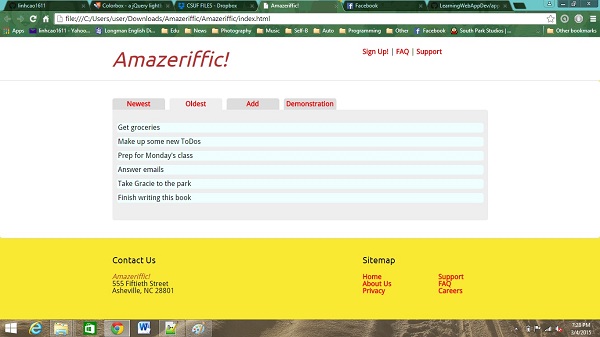 linhcao1611
Colorbox - a jQuery light
CSUF FILES - Dropbox
Amazeriffic!
Facebook
LearningWebAppDev/app
file:///C:/Users/user/Downloads/Amazeriffic/Amazeriffic/index.html
Apps
linhcao1611 - Yahoo...
Longman English Di...
Edu
News
Photography
Music
Self-B
Auto
Programming
Other
Facebook
South Park Studios |...
Other bookmarks
Amazeriffic!
Sign Up! | FAQ | Support
Newest Oldest Add Demonstration
Get groceries
Make up some new ToDos
Prep for Monday's class
Answer emails
Take Gracie to the park
Finish writing this book
Contact Us
Amazeriffic!
555 Fiftieth Street
Asheville, NC 28801
Sitemap
Home Support
About Us FAQ
Privacy Careers
7:28 PM
3/4/2015